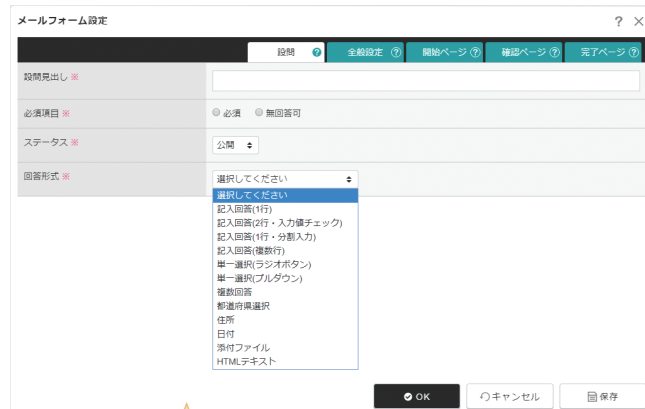 メールフォーム設定
? ×
設問 ? 全般設定 ? 開始ページ ? 確認ページ ? 完了ページ ?
設問見出し ※
必須項目 ※ 必須 無回答可
ステータス ※ 公開
回答形式 ※ 選択してください
選択してください
記入回答(1行)
記入回答(2行・入力値チェック)
記入回答(1行・分割入力)
記入回答(複数行)
単一選択(ラジオボタン)
単一選択(プルダウン)
複数回答
都道府県選択
住所
日付
添付ファイル
HTMLテキスト
OK キャンセル 保存